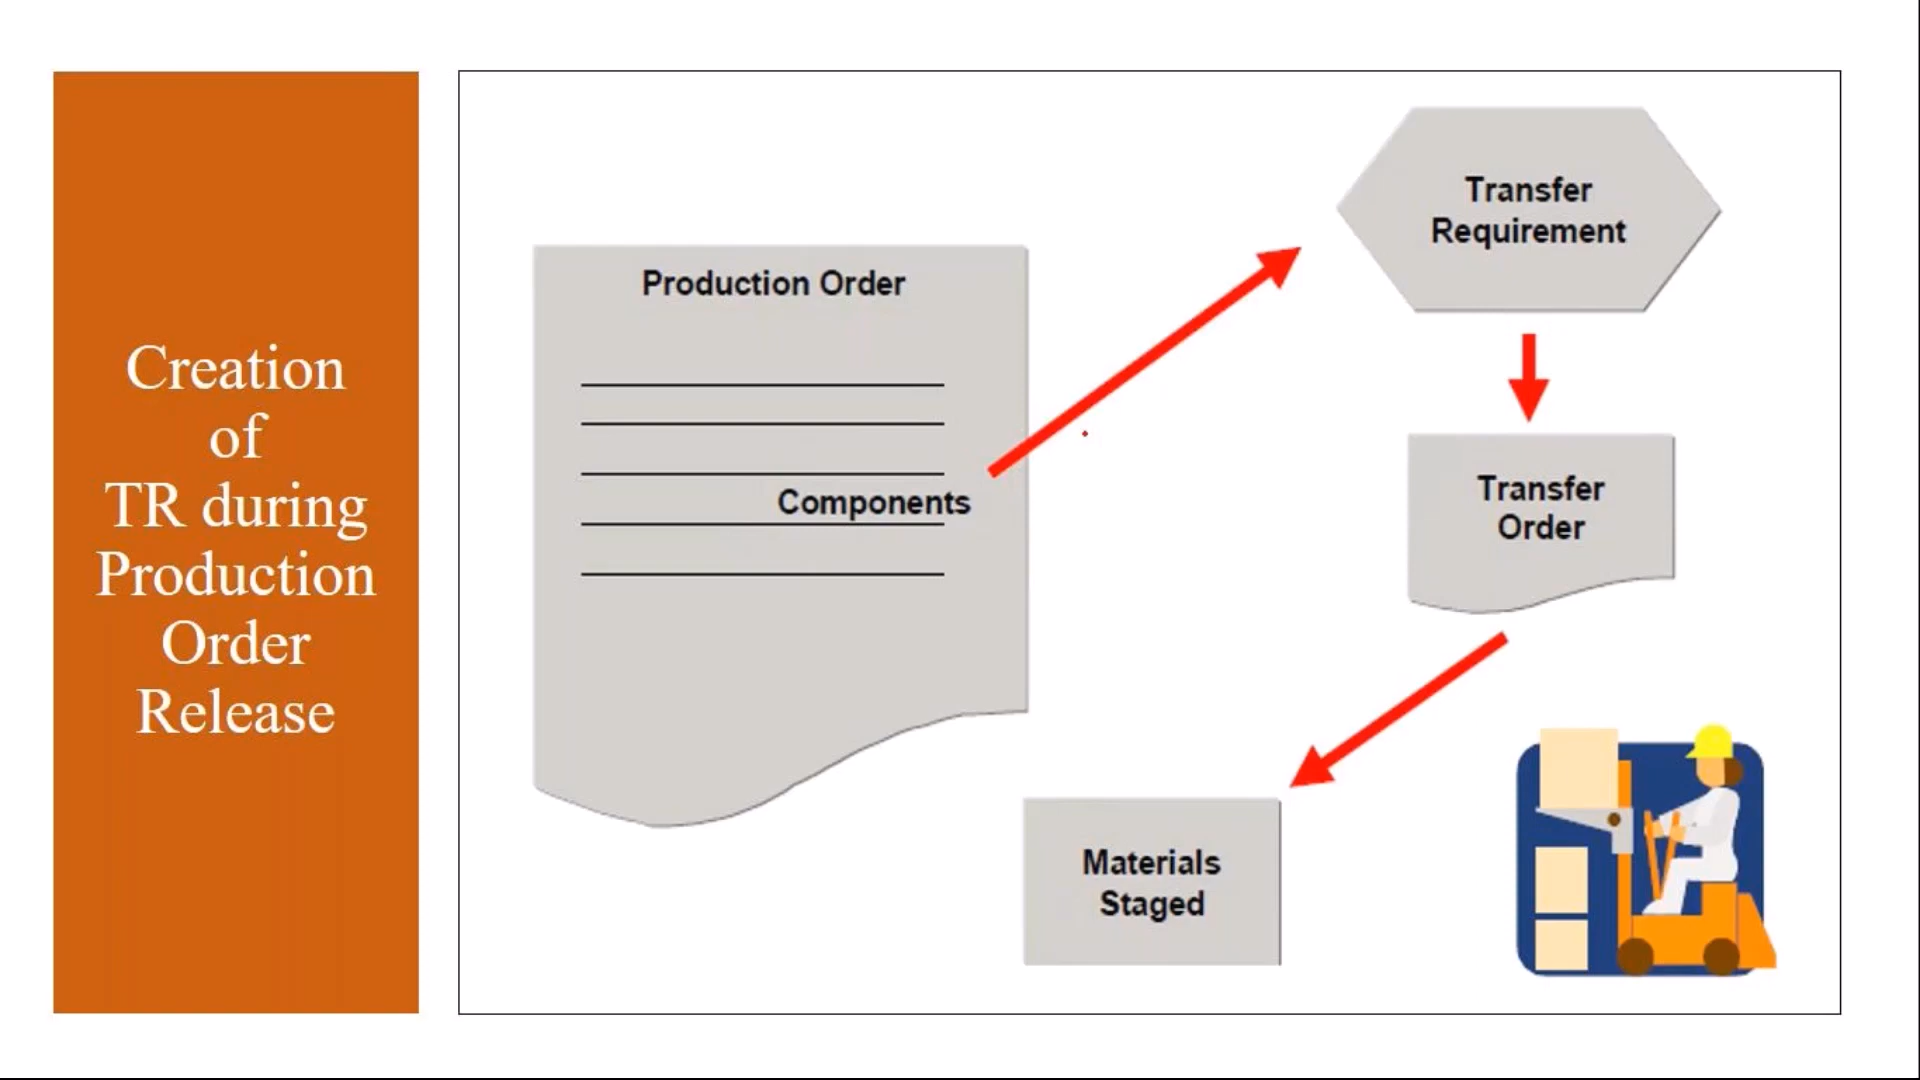 Creation
of
TR during
Production
Order
Release
Production Order
Components
Transfer
Requirement
Transfer
Order
Materials
Staged